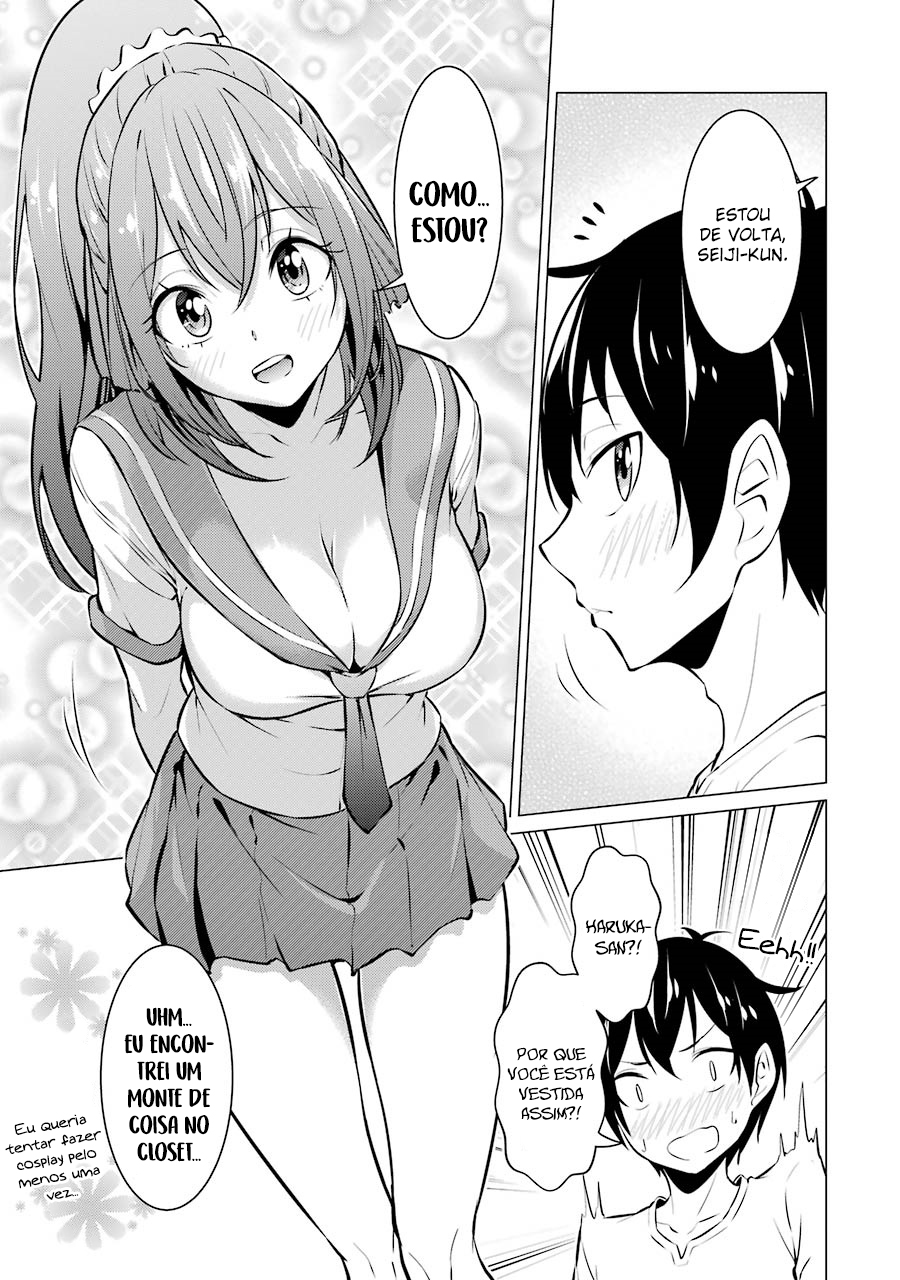 ESTOU
DE VOLTA,
SEIJI-KUN.
COMO...
ESTOU?
HARUKA-
SAN?!
Eehh!!
POR QUE
VOCÊ ESTÁ
VESTIDA
ASSIM?!
UHM...
EU ENCON-
TREI UM
MONTE DE
COISA NO
CLOSET...
Eu queria
tentar fazer
cosplay pelo
menos uma
vez...